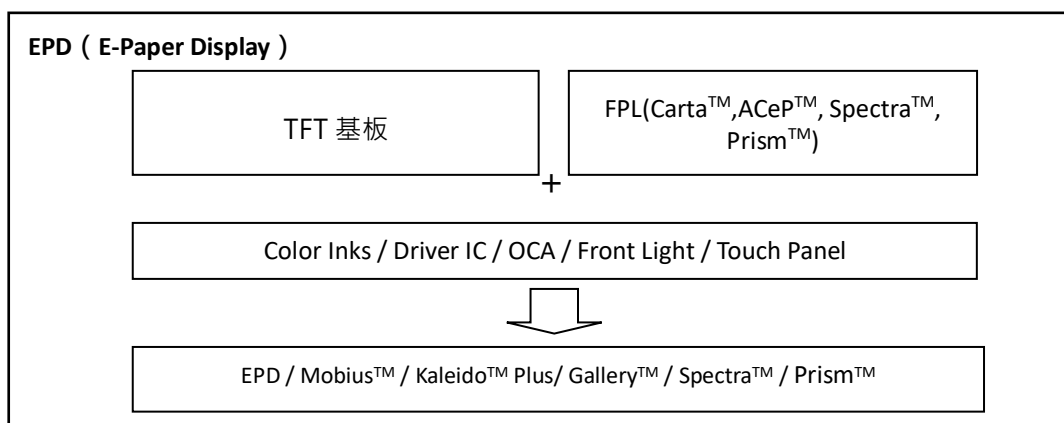 EPD（E-Paper Display）
TFT 基板
FPL(Carta™,ACeP™, Spectra™,
Prism™)
+
Color Inks / Driver IC / OCA / Front Light / Touch Panel
EPD / Mobius™ / Kaleido™ Plus/ Gallery™ / Spectra™ / Prism™